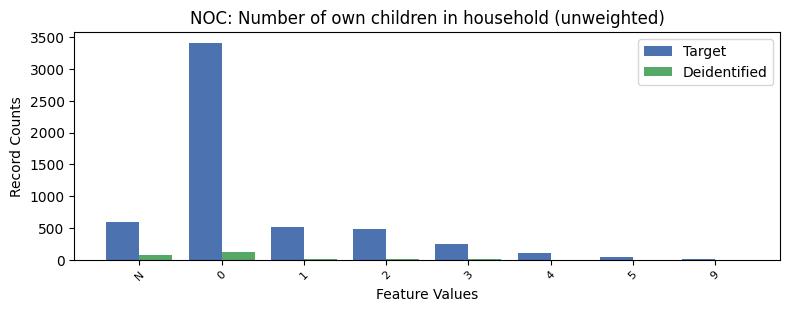 NOC: Number of own children in household (unweighted)
Target
Deidentified
Record Counts
3500
3000
2500
2000
1500
1000
500
0
N
0
1
2
3
4
5
9
Feature Values